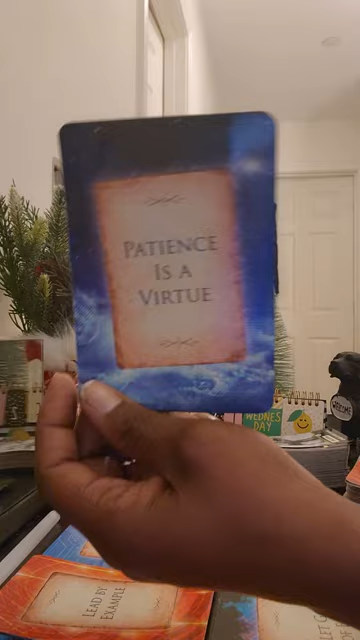 PATIENCE
IS A
VIRTUE
WEDNES
DAY
LEAD BY
EXAMPLE